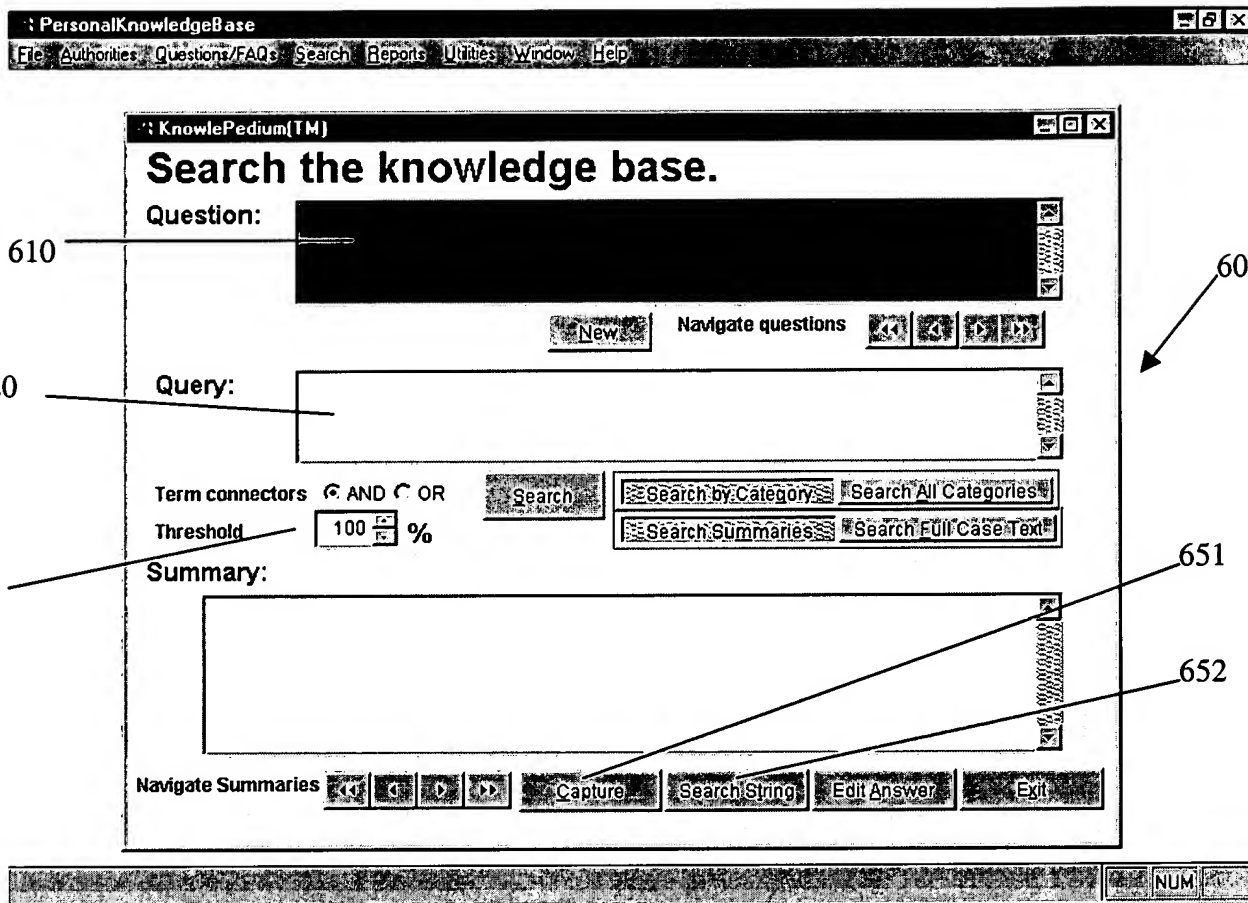 PersonalKnowledgeBase
File Authorities Questions/FAQs Search Reports Utilities Window Help
KnowlePedium(TM)
Search the knowledge base.
Question:
610
60
New Navigate questions
Query:
0
Term connectors AND OR Search Search by Category Search All Categories
Threshold 100 % Search Summaries Search Full Case Text
651
Summary:
652
Navigate Summaries Capture Search String Edit Answer Exit
NUM